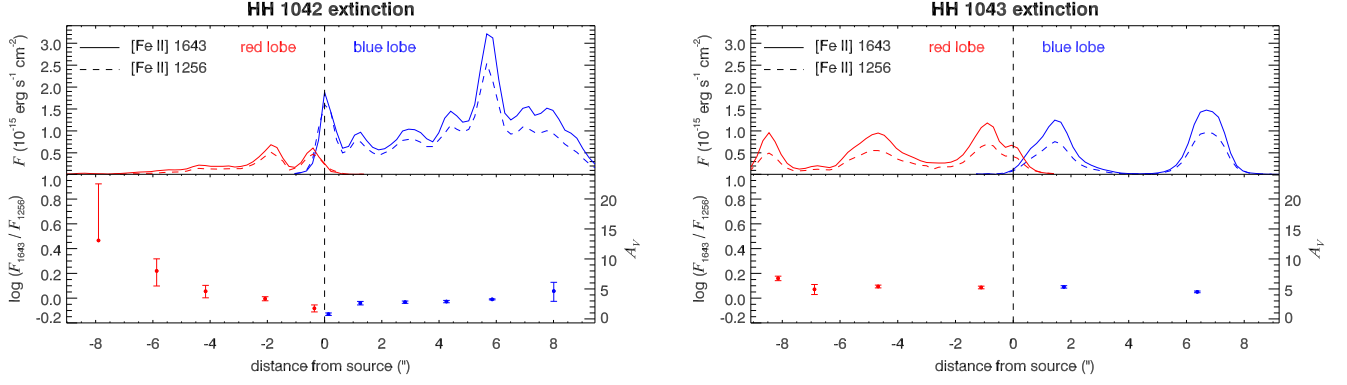 HH 1042 extinction
[Fe II] 1643
[Fe II] 1256
red lobe
blue lobe
F (10⁻¹⁵ erg s⁻¹ cm⁻²)
3.0
2.5
2.0
1.5
1.0
0.5
log (F₁₆₄₃ / F₁₂₅₆)
1.0
0.8
0.6
0.4
0.2
0.0
-0.2
20
15
10
5
0
A_V
-8 -6 -4 -2 0 2 4 6 8
distance from source (")
HH 1043 extinction
[Fe II] 1643
[Fe II] 1256
red lobe
blue lobe
F (10⁻¹⁵ erg s⁻¹ cm⁻²)
3.0
2.5
2.0
1.5
1.0
0.5
log (F₁₆₄₃ / F₁₂₅₆)
1.0
0.8
0.6
0.4
0.2
0.0
-0.2
20
15
10
5
0
A_V
-8 -6 -4 -2 0 2 4 6 8
distance from source (")